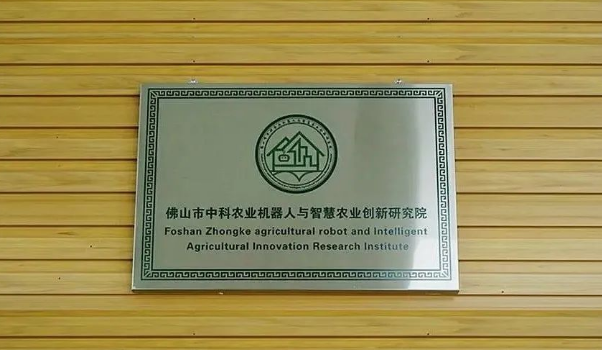 佛山市中科农业机器人与智慧农业创新研究院
Foshan Zhongke agricultural robot and Intelligent
Agricultural Innovation Research Institute